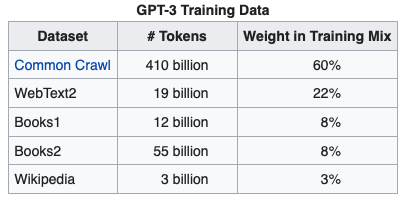 GPT-3 Training Data
Dataset # Tokens Weight in Training Mix
Common Crawl 410 billion 60%
WebText2 19 billion 22%
Books1 12 billion 8%
Books2 55 billion 8%
Wikipedia 3 billion 3%